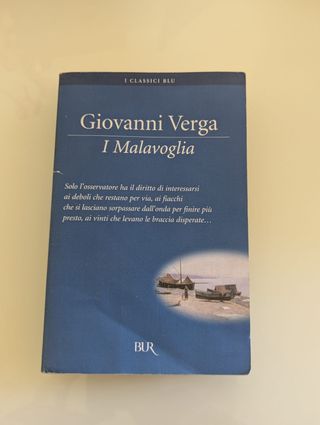 I CLASSICI BLU
Giovanni Verga
I Malavoglia
Solo l'osservatore ha il diritto di interessarsi
ai deboli che restano per via, ai fiacchi
che si lasciano sorpassare dall'onda per finire più
presto, ai vinti che levano le braccia disperate...
BUR